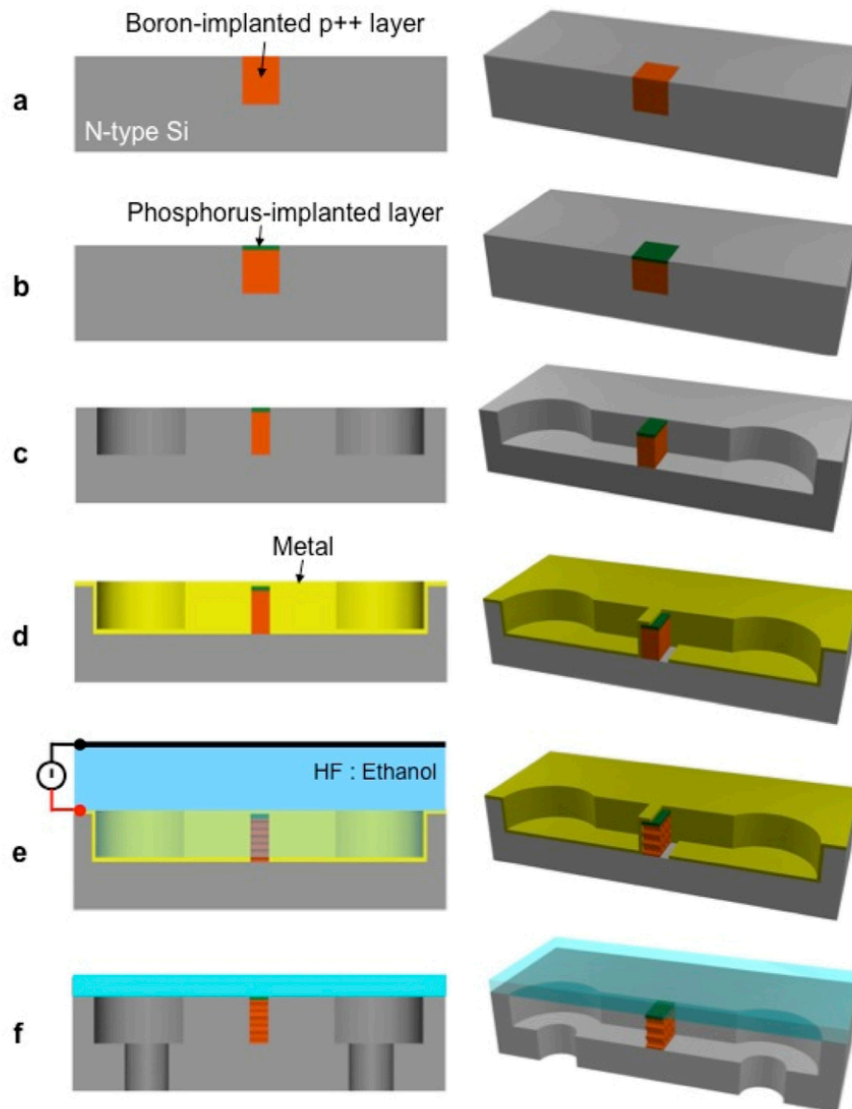 Boron-implanted p++ layer
a
N-type Si
Phosphorus-implanted layer
b
c
Metal
d
HF : Ethanol
I
e
f